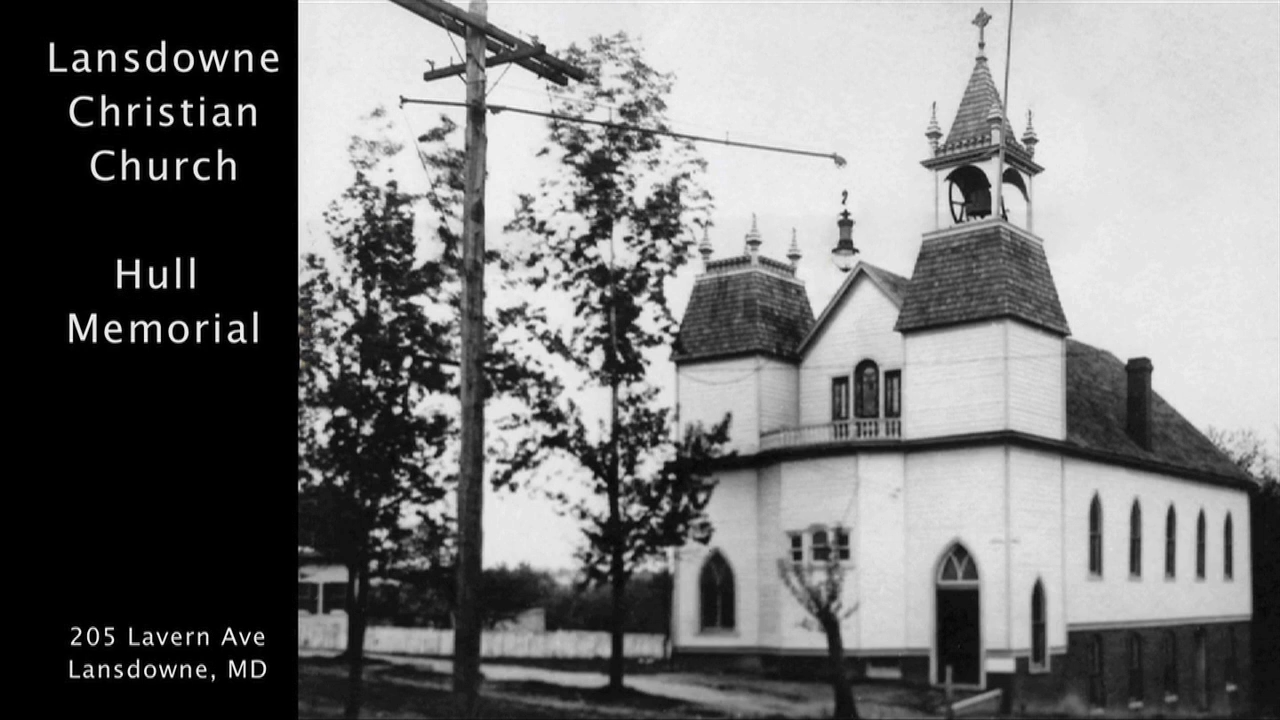 Lansdowne
Christian
Church
Hull
Memorial
205 Lavern Ave
Lansdowne, MD